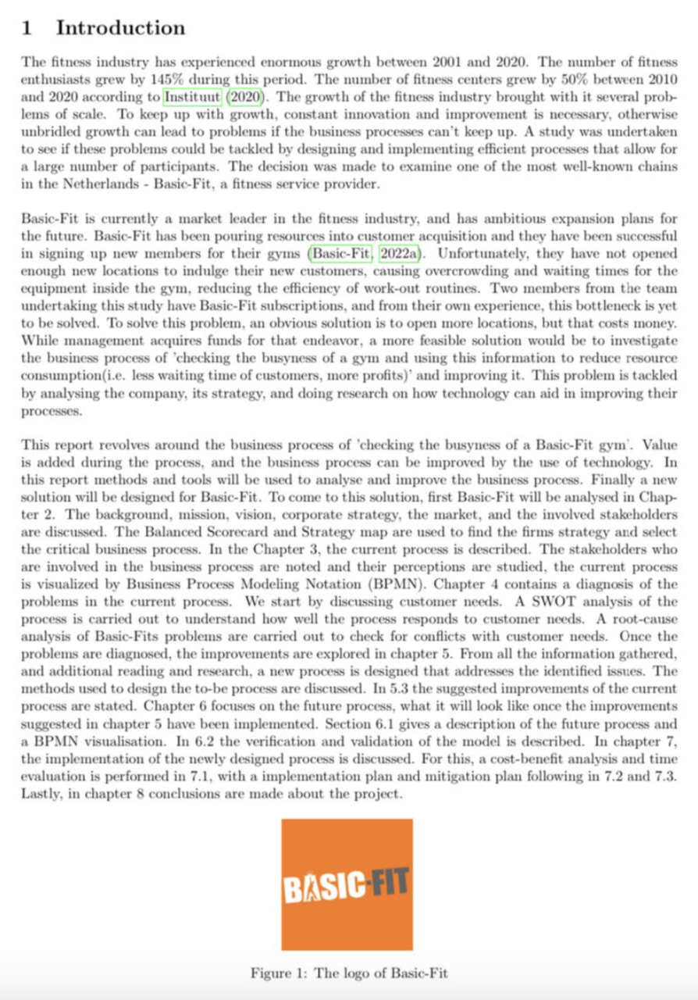 1 Introduction
The fitness industry has experienced enormous growth between 2001 and 2020. The number of fitness
enthusiasts grew by 145% during this period. The number of fitness centers grew by 50% between 2010
and 2020 according to Instituut (2020). The growth of the fitness industry brought with it several prob-
lems of scale. To keep up with growth, constant innovation and improvement is necessary, otherwise
unbridled growth can lead to problems if the business processes can't keep up. A study was undertaken
to see if these problems could be tackled by designing and implementing efficient processes that allow for
a large number of participants. The decision was made to examine one of the most well-known chains
in the Netherlands - Basic-Fit, a fitness service provider.
Basic-Fit is currently a market leader in the fitness industry, and has ambitious expansion plans for
the future. Basic-Fit has been pouring resources into customer acquisition and they have been successful
in signing up new members for their gyms (Basic-Fit, 2022a). Unfortunately, they have not opened
enough new locations to indulge their new customers, causing overcrowding and waiting times for the
equipment inside the gym, reducing the efficiency of work-out routines. Two members from the team
undertaking this study have Basic-Fit subscriptions, and from their own experience, this bottleneck is yet
to be solved. To solve this problem, an obvious solution is to open more locations, but that costs money.
While management acquires funds for that endeavor, a more feasible solution would be to investigate
the business process of 'checking the busyness of a gym and using this information to reduce resource
consumption(i.e. less waiting time of customers, more profits)' and improving it. This problem is tackled
by analysing the company, its strategy, and doing research on how technology can aid in improving their
processes.
This report revolves around the business process of 'checking the busyness of a Basic-Fit gym'. Value
is added during the process, and the business process can be improved by the use of technology. In
this report methods and tools will be used to analyse and improve the business process. Finally a new
solution will be designed for Basic-Fit. To come to this solution, first Basic-Fit will be analysed in Chap-
ter 2. The background, mission, vision, corporate strategy, the market, and the involved stakeholders
are discussed. The Balanced Scorecard and Strategy map are used to find the firms strategy and select
the critical business process. In the Chapter 3, the current process is described. The stakeholders who
are involved in the business process are noted and their perceptions are studied, the current process
is visualized by Business Process Modeling Notation (BPMN). Chapter 4 contains a diagnosis of the
problems in the current process. We start by discussing customer needs. A SWOT analysis of the
process is carried out to understand how well the process responds to customer needs. A root-cause
analysis of Basic-Fits problems are carried out to check for conflicts with customer needs. Once the
problems are diagnosed, the improvements are explored in chapter 5. From all the information gathered,
and additional reading and research, a new process is designed that addresses the identified issues. The
methods used to design the to-be process are discussed. In 5.3 the suggested improvements of the current
process are stated. Chapter 6 focuses on the future process, what it will look like once the improvements
suggested in chapter 5 have been implemented. Section 6.1 gives a description of the future process and
a BPMN visualisation. In 6.2 the verification and validation of the model is described. In chapter 7,
the implementation of the newly designed process is discussed. For this, a cost-benefit analysis and time
evaluation is performed in 7.1, with a implementation plan and mitigation plan following in 7.2 and 7.3.
Lastly, in chapter 8 conclusions are made about the project.
BASIC-FIT
Figure 1: The logo of Basic-Fit